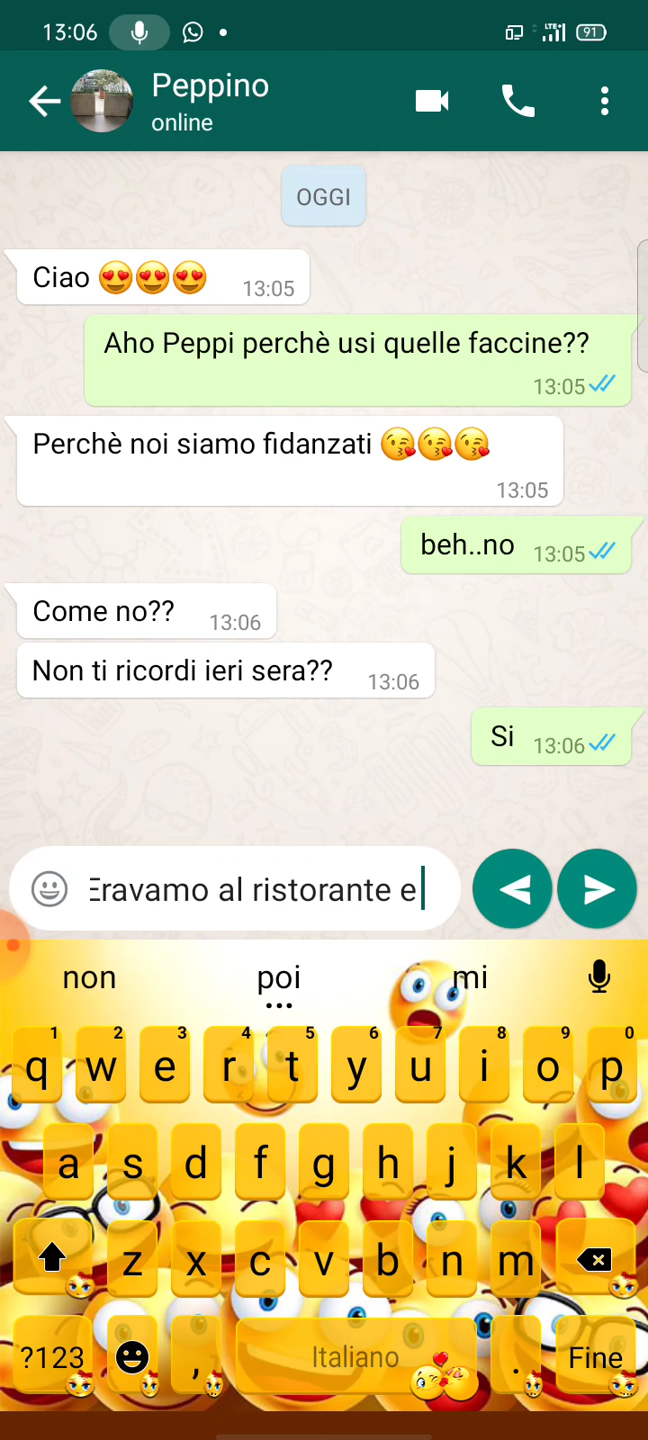 13:06
LTE+ 91
Peppino
online
OGGI
Ciao 😍😍😍 13:05
Aho Peppi perchè usi quelle faccine??
13:05
Perchè noi siamo fidanzati 😘😘😘
13:05
beh..no 13:05
Come no?? 13:06
Non ti ricordi ieri sera?? 13:06
Si 13:06
Eravamo al ristorante e
non poi mi
...
1 2 3 4 5 6 7 8 9 0
q w e r t y u i o p
a s d f g h j k l
z x c v b n m
?123 , Italiano . Fine